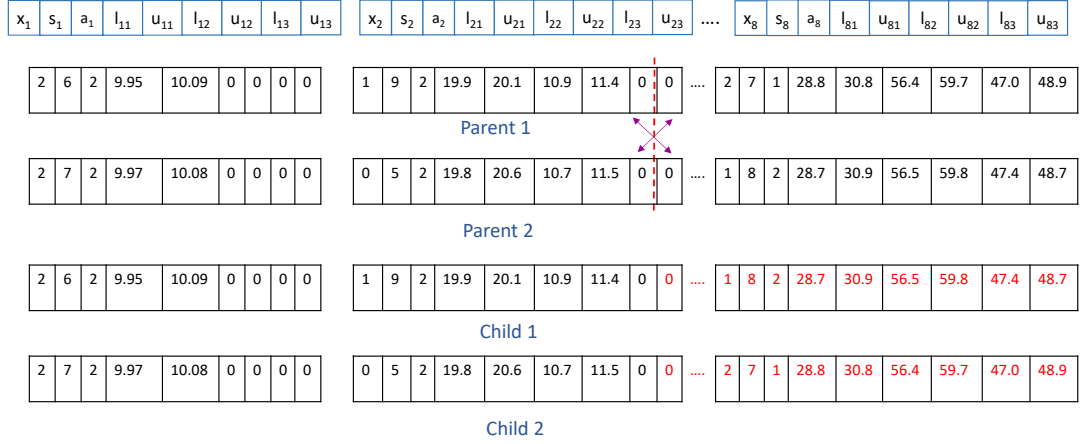 x₁ s₁ a₁ l₁₁ u₁₁ l₁₂ u₁₂ l₁₃ u₁₃ x₂ s₂ a₂ l₂₁ u₂₁ l₂₂ u₂₂ l₂₃ u₂₃ .... x₈ s₈ a₈ l₈₁ u₈₁ l₈₂ u₈₂ l₈₃ u₈₃
2 6 2 9.95 10.09 0 0 0 0 1 9 2 19.9 20.1 10.9 11.4 0 0 .... 2 7 1 28.8 30.8 56.4 59.7 47.0 48.9
Parent 1
2 7 2 9.97 10.08 0 0 0 0 0 5 2 19.8 20.6 10.7 11.5 0 0 .... 1 8 2 28.7 30.9 56.5 59.8 47.4 48.7
Parent 2
2 6 2 9.95 10.09 0 0 0 0 1 9 2 19.9 20.1 10.9 11.4 0 0 .... 1 8 2 28.7 30.9 56.5 59.8 47.4 48.7
Child 1
2 7 2 9.97 10.08 0 0 0 0 0 5 2 19.8 20.6 10.7 11.5 0 0 .... 2 7 1 28.8 30.8 56.4 59.7 47.0 48.9
Child 2